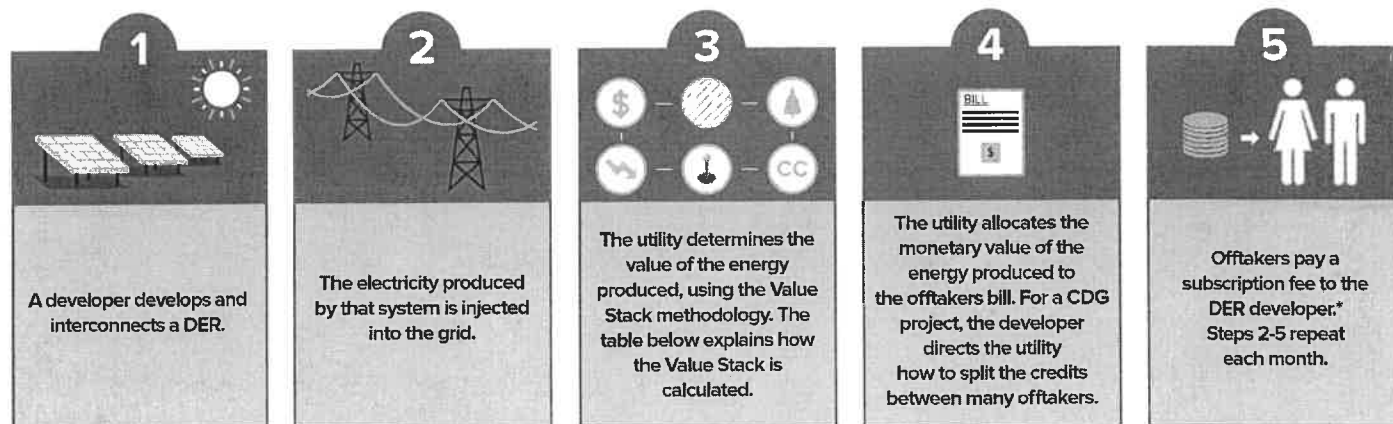 1
A developer develops and
interconnects a DER.
2
The electricity produced
by that system is injected
into the grid.
3
$
CC
The utility determines the
value of the energy
produced, using the Value
Stack methodology. The
table below explains how
the Value Stack is
calculated.
4
BILL
$
The utility allocates the
monetary value of the
energy produced to
the offtakers bill. For a CDG
project, the developer
directs the utility
how to split the credits
between many offtakers.
5
Offtakers pay a
subscription fee to the
DER developer.*
Steps 2-5 repeat
each month.